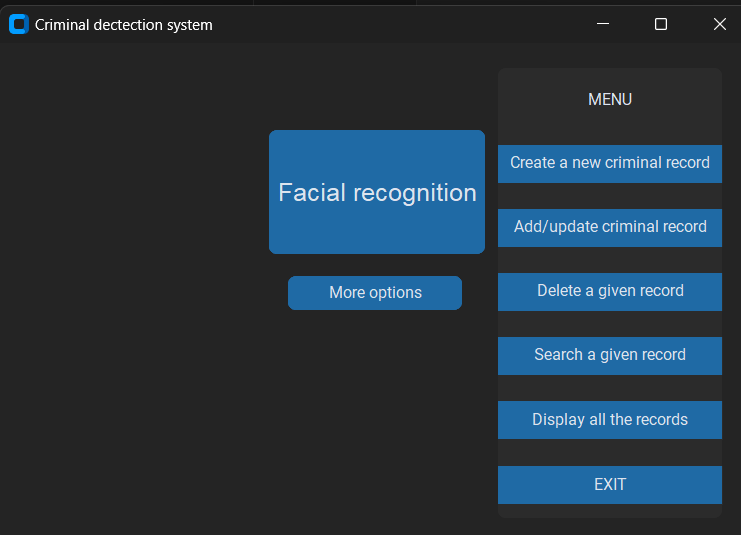 Criminal dectection system
Facial recognition
More options
MENU
Create a new criminal record
Add/update criminal record
Delete a given record
Search a given record
Display all the records
EXIT